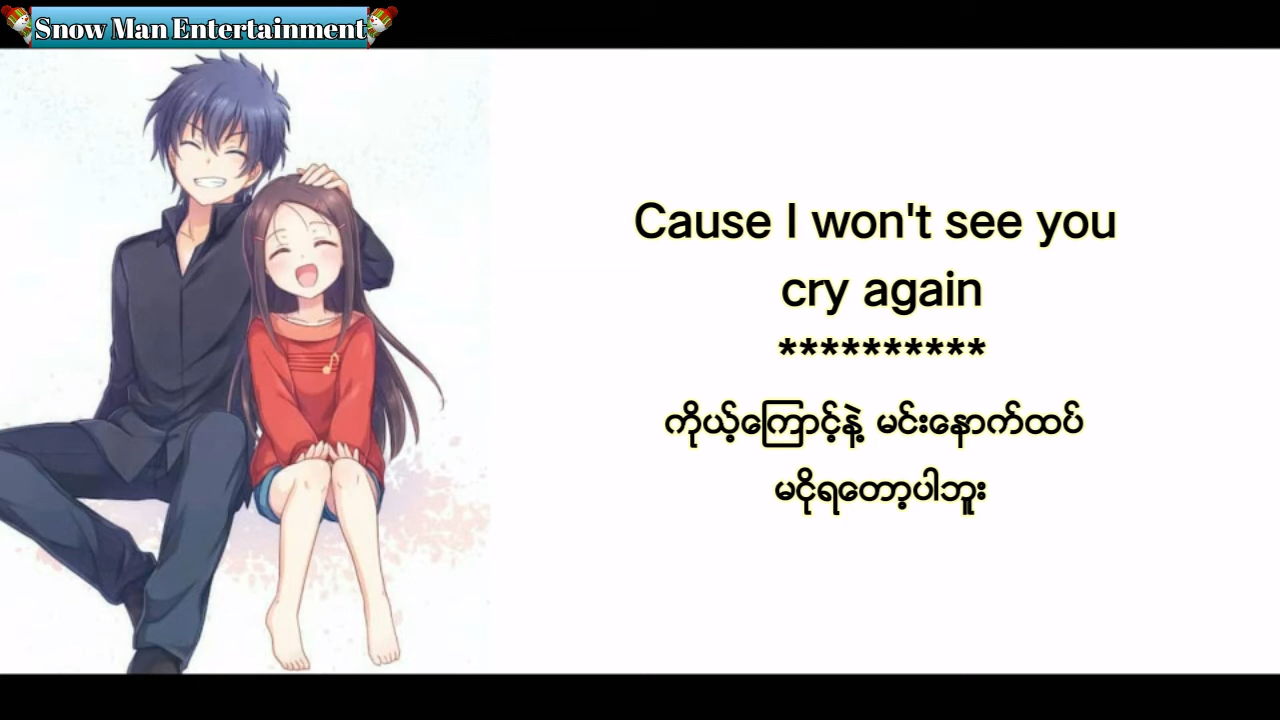 Snow Man Entertainment
Cause I won't see you
cry again
**********
ကိုယ့်ကြောင့်နဲ့ မင်းနောက်ထပ်
မငိုရတော့ပါဘူး